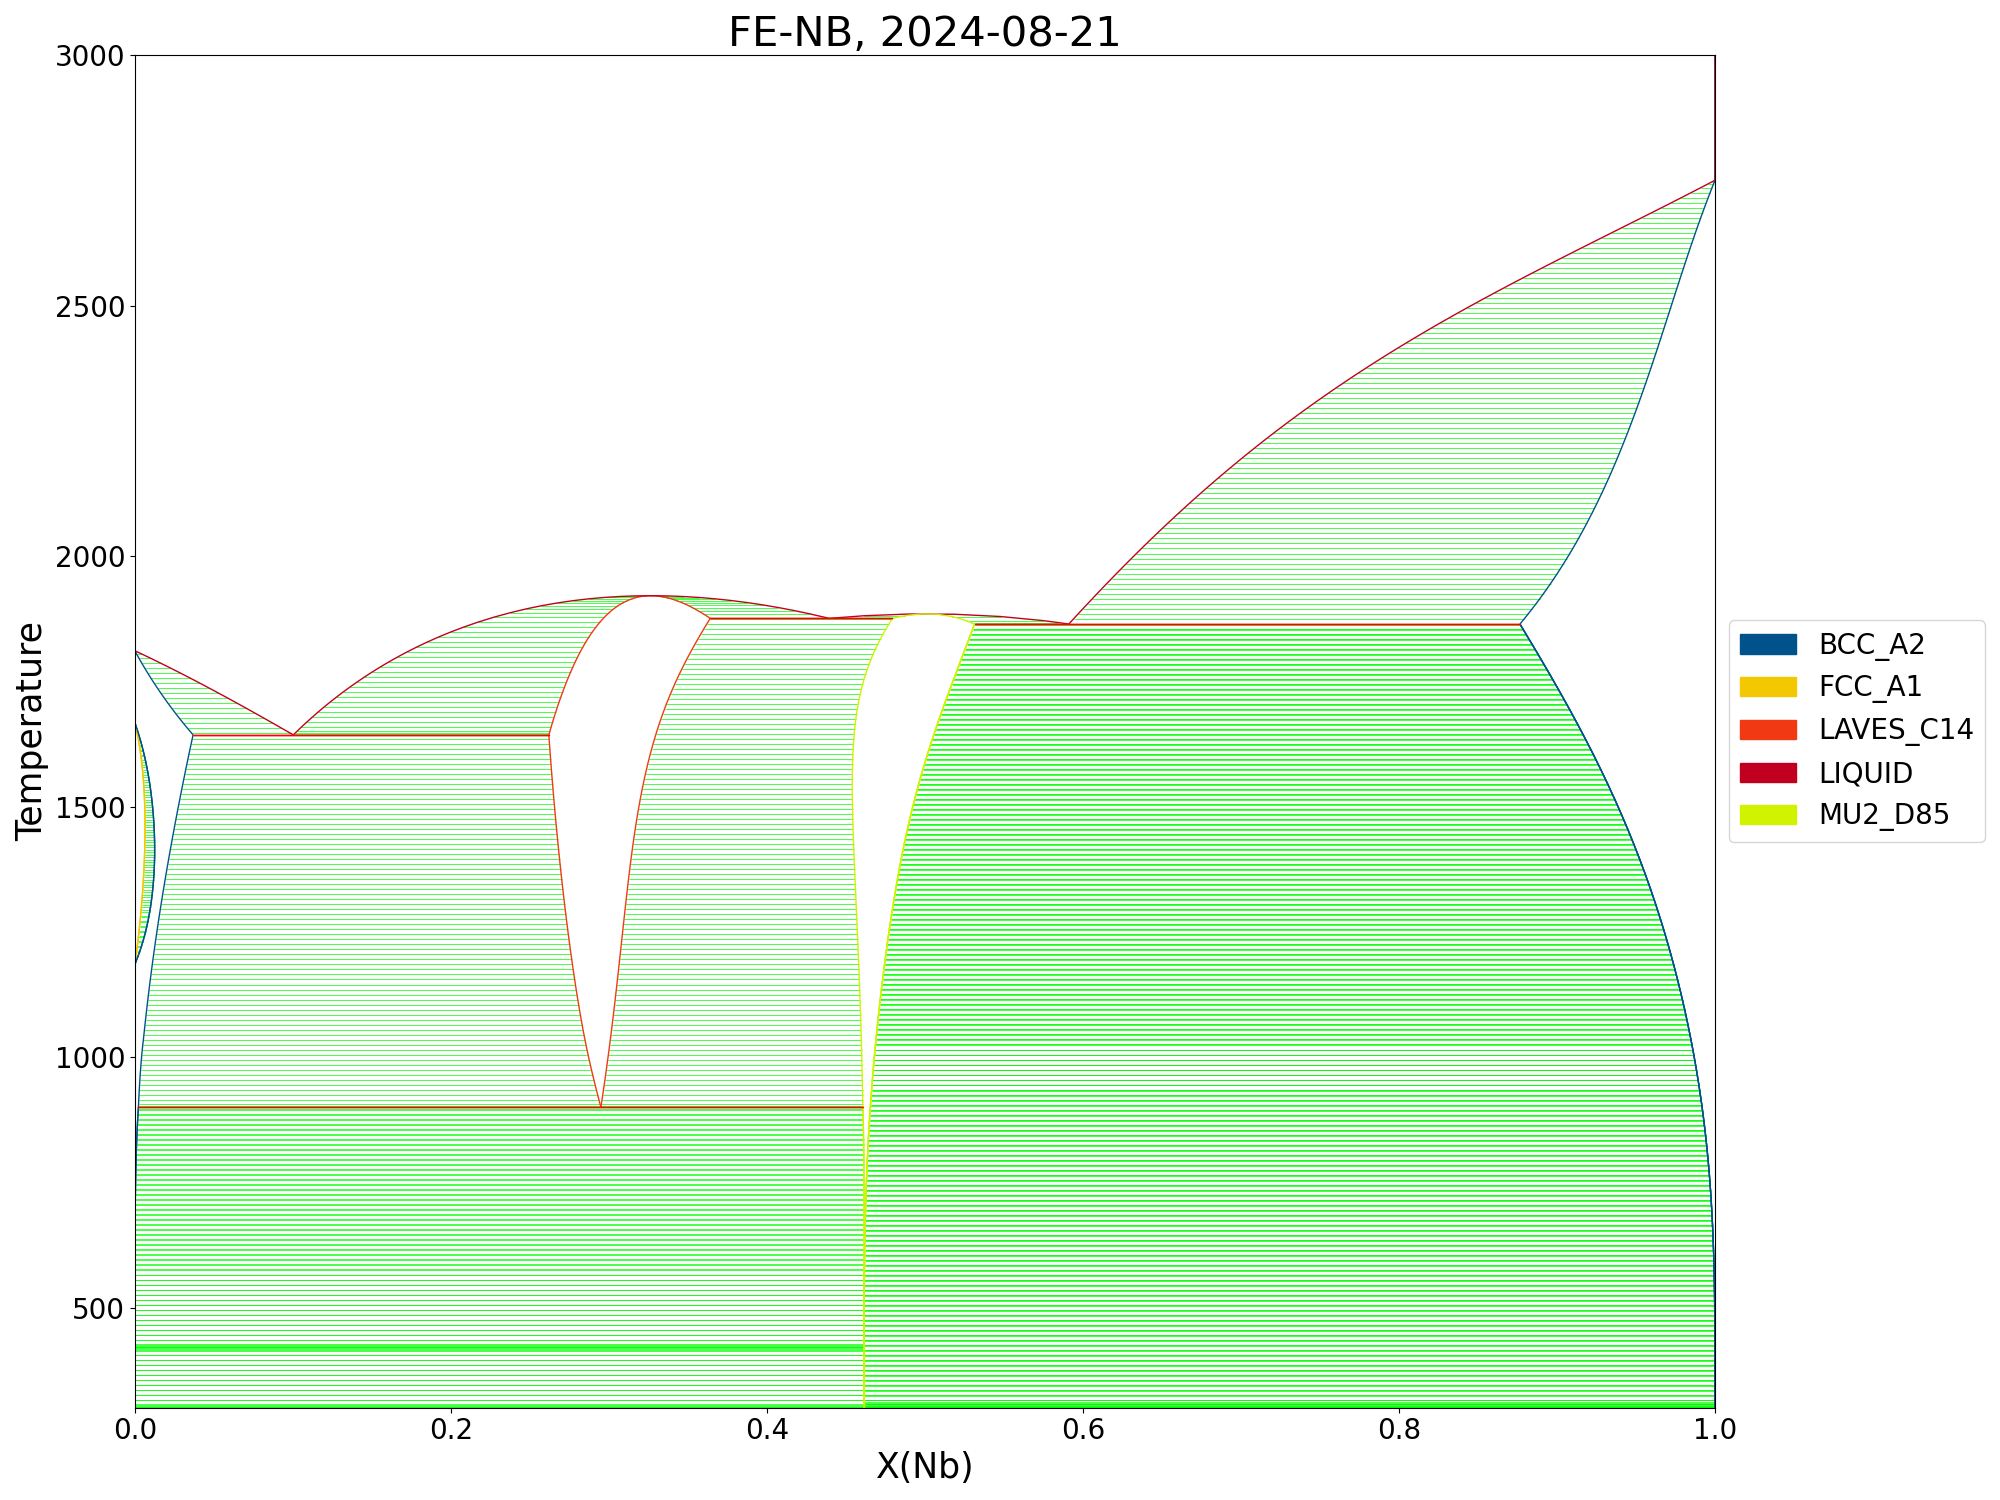 FE-NB, 2024-08-21
3000
2500
2000
1500
1000
500
Temperature
0.0 0.2 0.4 0.6 0.8 1.0
X(Nb)
BCC_A2
FCC_A1
LAVES_C14
LIQUID
MU2_D85